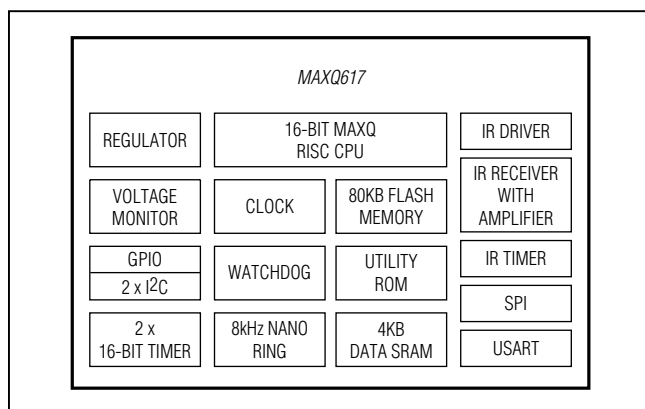 MAXQ617
REGULATOR
16-BIT MAXQ
RISC CPU
IR DRIVER
VOLTAGE
MONITOR
CLOCK
80KB FLASH
MEMORY
IR RECEIVER
WITH
AMPLIFIER
GPIO
2 x I2C
WATCHDOG
UTILITY
ROM
IR TIMER
SPI
2 x
16-BIT TIMER
8kHz NANO
RING
4KB
DATA SRAM
USART